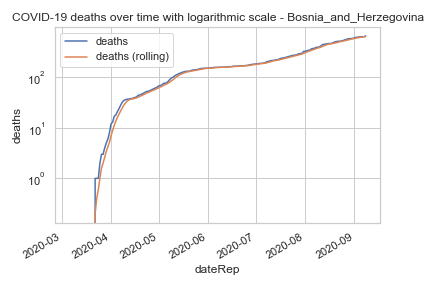 COVID-19 deaths over time with logarithmic scale - Bosnia_and_Herzegovina
deaths
deaths (rolling)
10²
10¹
10⁰
deaths
2020-03
2020-04
2020-05
2020-06
2020-07
2020-08
2020-09
dateRep